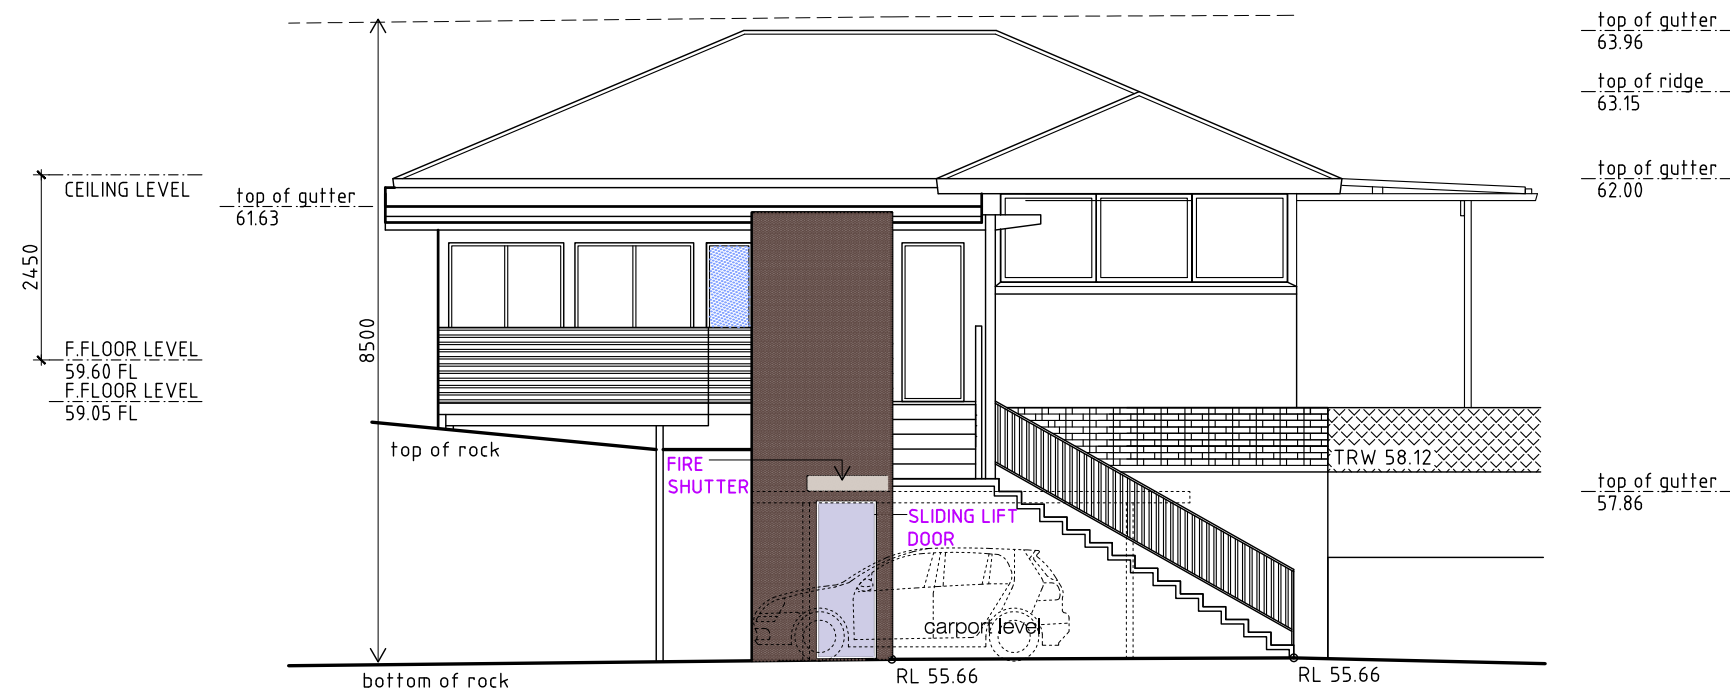 top of gutter
63.96
top of ridge
63.15
CEILING LEVEL
top of gutter
61.63
top of gutter
62.00
2450
8500
F.FLOOR LEVEL
59.60 FL
F.FLOOR LEVEL
59.05 FL
top of rock
FIRE
SHUTTER
TRW 58.12
top of gutter
57.86
SLIDING LIFT
DOOR
carport level
RL 55.66
RL 55.66
bottom of rock